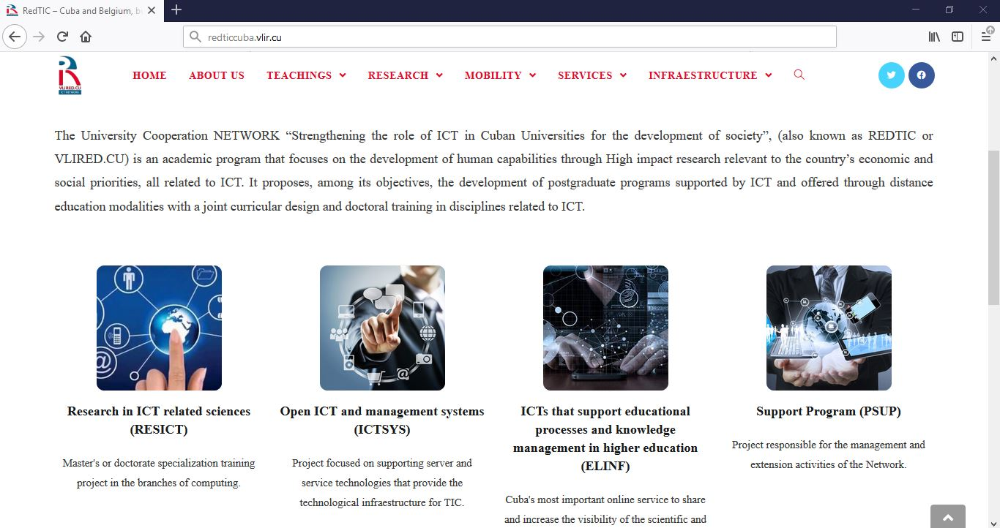 RedTIC – Cuba and Belgium, b
redticcuba.vlir.cu
R
VLIRED.CU
ICT NETWORK
HOME ABOUT US TEACHINGS RESEARCH MOBILITY SERVICES INFRAESTRUCTURE
The University Cooperation NETWORK “Strengthening the role of ICT in Cuban Universities for the development of society”, (also known as REDTIC or
VLIRED.CU) is an academic program that focuses on the development of human capabilities through High impact research relevant to the country’s economic and
social priorities, all related to ICT. It proposes, among its objectives, the development of postgraduate programs supported by ICT and offered through distance
education modalities with a joint curricular design and doctoral training in disciplines related to ICT.
Research in ICT related sciences
(RESICT)
Master's or doctorate specialization training
project in the branches of computing.
Open ICT and management systems
(ICTSYS)
Project focused on supporting server and
service technologies that provide the
technological infraestructure for TIC.
ICTs that support educational
processes and knowledge
management in higher education
(ELINF)
Cuba's most important online service to share
and increase the visibility of the scientific and
Support Program (PSUP)
Project responsible for the management and
extension activities of the Network.